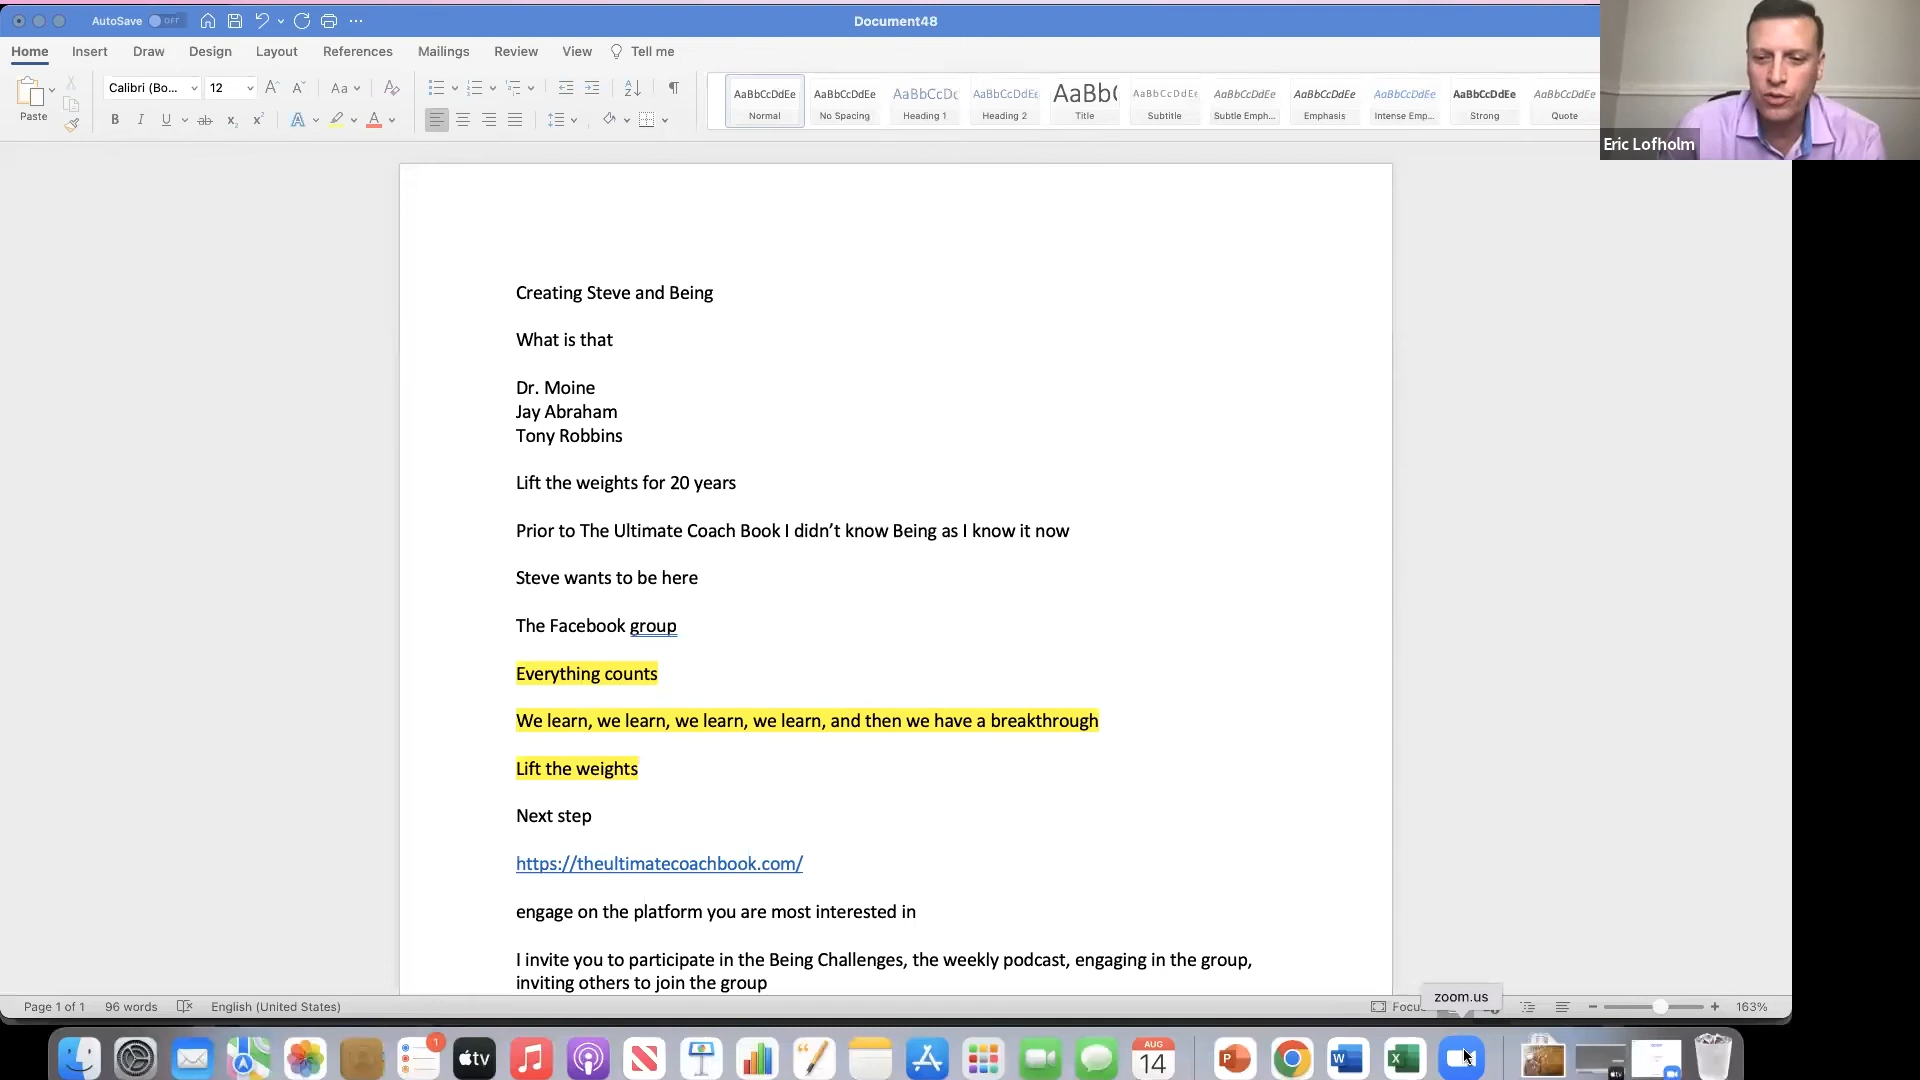 AutoSave OFF
Document48
Home Insert Draw Design Layout References Mailings Review View Tell me
Paste
Calibri (Bo... 12
AaBbCcDdEe AaBbCcDdEe AaBbCcDc AaBbCcDdEe AaBb( AaBbCcDdEe AaBbCcDdEe AaBbCcDdEe AaBbCcDdEe AaBbCcDdEe AaBbCcDdEe
Normal No Spacing Heading 1 Heading 2 Title Subtitle Subtle Emph... Emphasis Intense Emp... Strong Quote
Eric Lofholm
Creating Steve and Being
What is that
Dr. Moine
Jay Abraham
Tony Robbins
Lift the weights for 20 years
Prior to The Ultimate Coach Book I didn’t know Being as I know it now
Steve wants to be here
The Facebook group
Everything counts
We learn, we learn, we learn, we learn, and then we have a breakthrough
Lift the weights
Next step
https://theultimatecoachbook.com/
engage on the platform you are most interested in
I invite you to participate in the Being Challenges, the weekly podcast, engaging in the group,
inviting others to join the group
zoom.us
Page 1 of 1 96 words English (United States) Focu 163%
1
tv
AUG
14